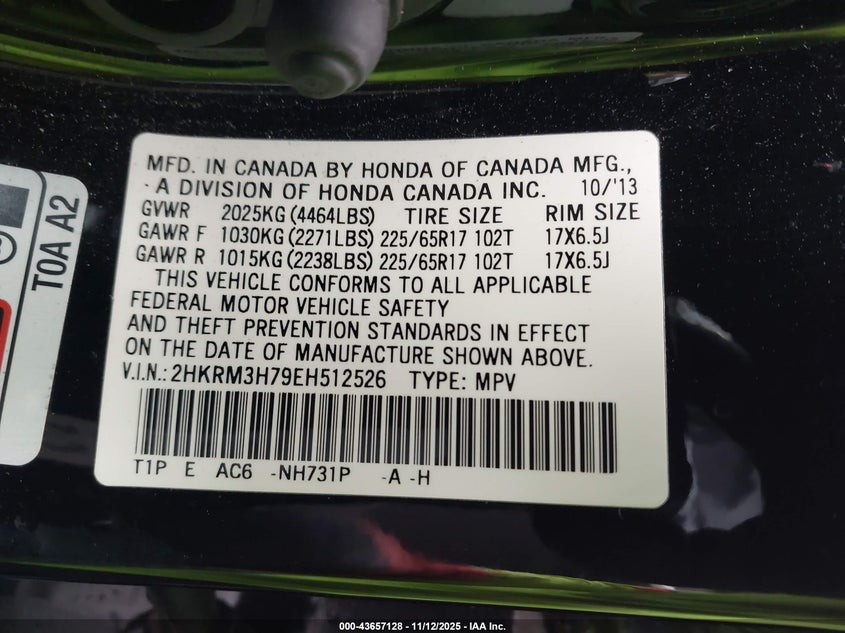 MFD. IN CANADA BY HONDA OF CANADA MFG.,
A DIVISION OF HONDA CANADA INC. 10/'13
GVWR 2025KG (4464LBS) TIRE SIZE RIM SIZE
GAWR F 1030KG (2271LBS) 225/65R17 102T 17X6.5J
GAWR R 1015KG (2238LBS) 225/65R17 102T 17X6.5J
THIS VEHICLE CONFORMS TO ALL APPLICABLE
FEDERAL MOTOR VEHICLE SAFETY
AND THEFT PREVENTION STANDARDS IN EFFECT
ON THE DATE OF MANUFACTURE SHOWN ABOVE.
V.I.N.: 2HKRM3H79EH512526 TYPE: MPV
T1P E AC6 -NH731P -A -H
T0A A2
000-43657128 - 11/12/2025 - IAA Inc.